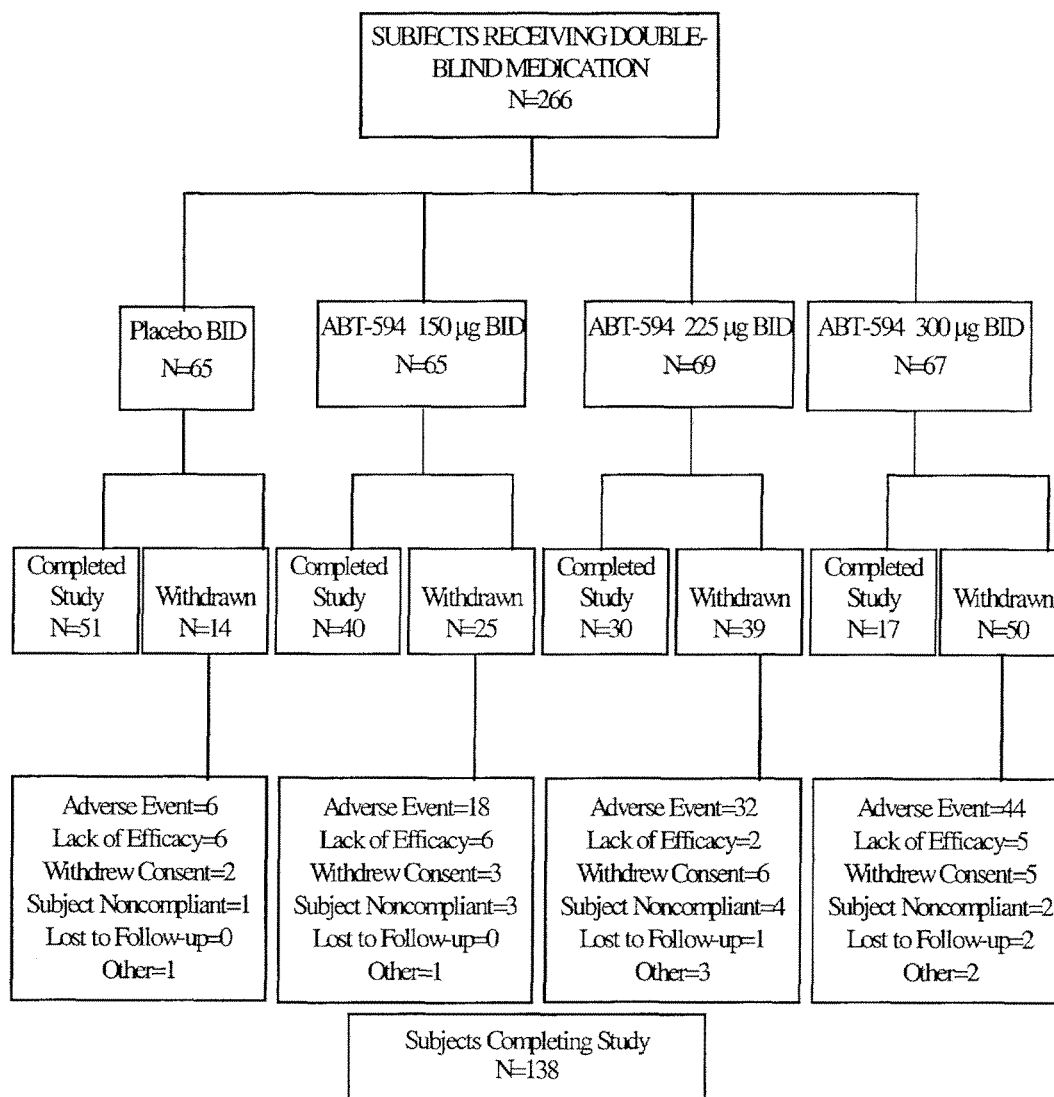 SUBJECTS RECEIVING DOUBLE-
BLIND MEDICATION
N=266
Placebo BID
N=65
ABT-594 150 µg BID
N=65
ABT-594 225 µg BID
N=69
ABT-594 300 µg BID
N=67
Completed
Study
N=51
Withdrawn
N=14
Completed
Study
N=40
Withdrawn
N=25
Completed
Study
N=30
Withdrawn
N=39
Completed
Study
N=17
Withdrawn
N=50
Adverse Event=6
Lack of Efficacy=6
Withdrew Consent=2
Subject Noncompliant=1
Lost to Follow-up=0
Other=1
Adverse Event=18
Lack of Efficacy=6
Withdrew Consent=3
Subject Noncompliant=3
Lost to Follow-up=0
Other=1
Adverse Event=32
Lack of Efficacy=2
Withdrew Consent=6
Subject Noncompliant=4
Lost to Follow-up=1
Other=3
Adverse Event=44
Lack of Efficacy=5
Withdrew Consent=5
Subject Noncompliant=2
Lost to Follow-up=2
Other=2
Subjects Completing Study
N=138